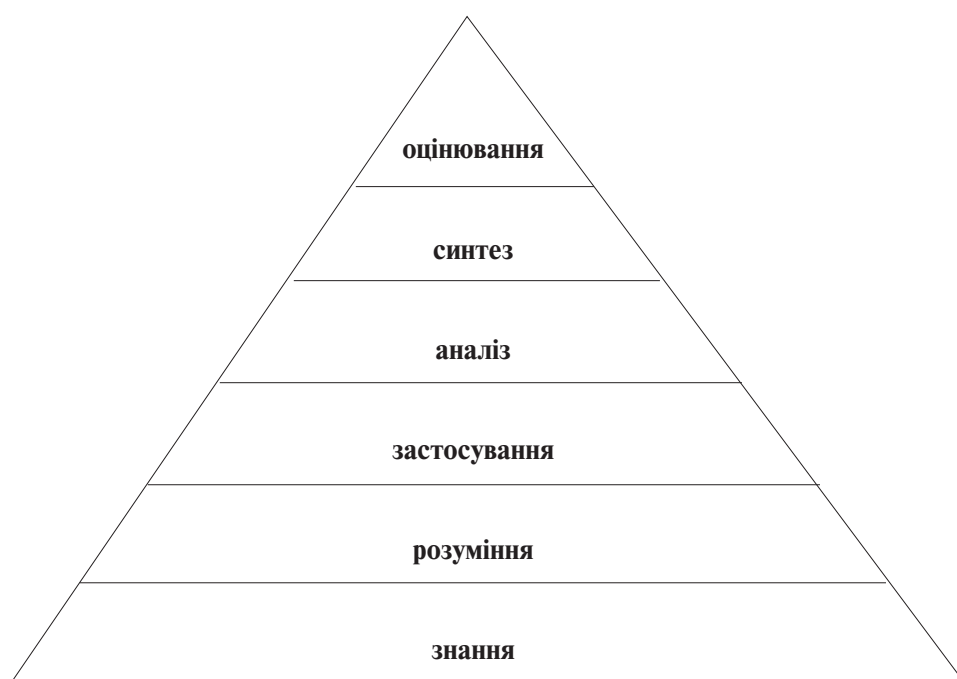 оцінювання
синтез
аналіз
застосування
розуміння
знання